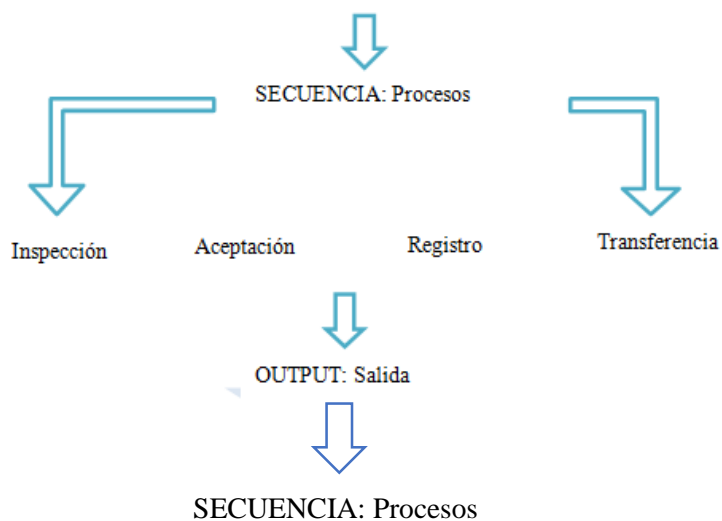 SECUENCIA: Procesos
Inspección Aceptación Registro Transferencia
OUTPUT: Salida
SECUENCIA: Procesos